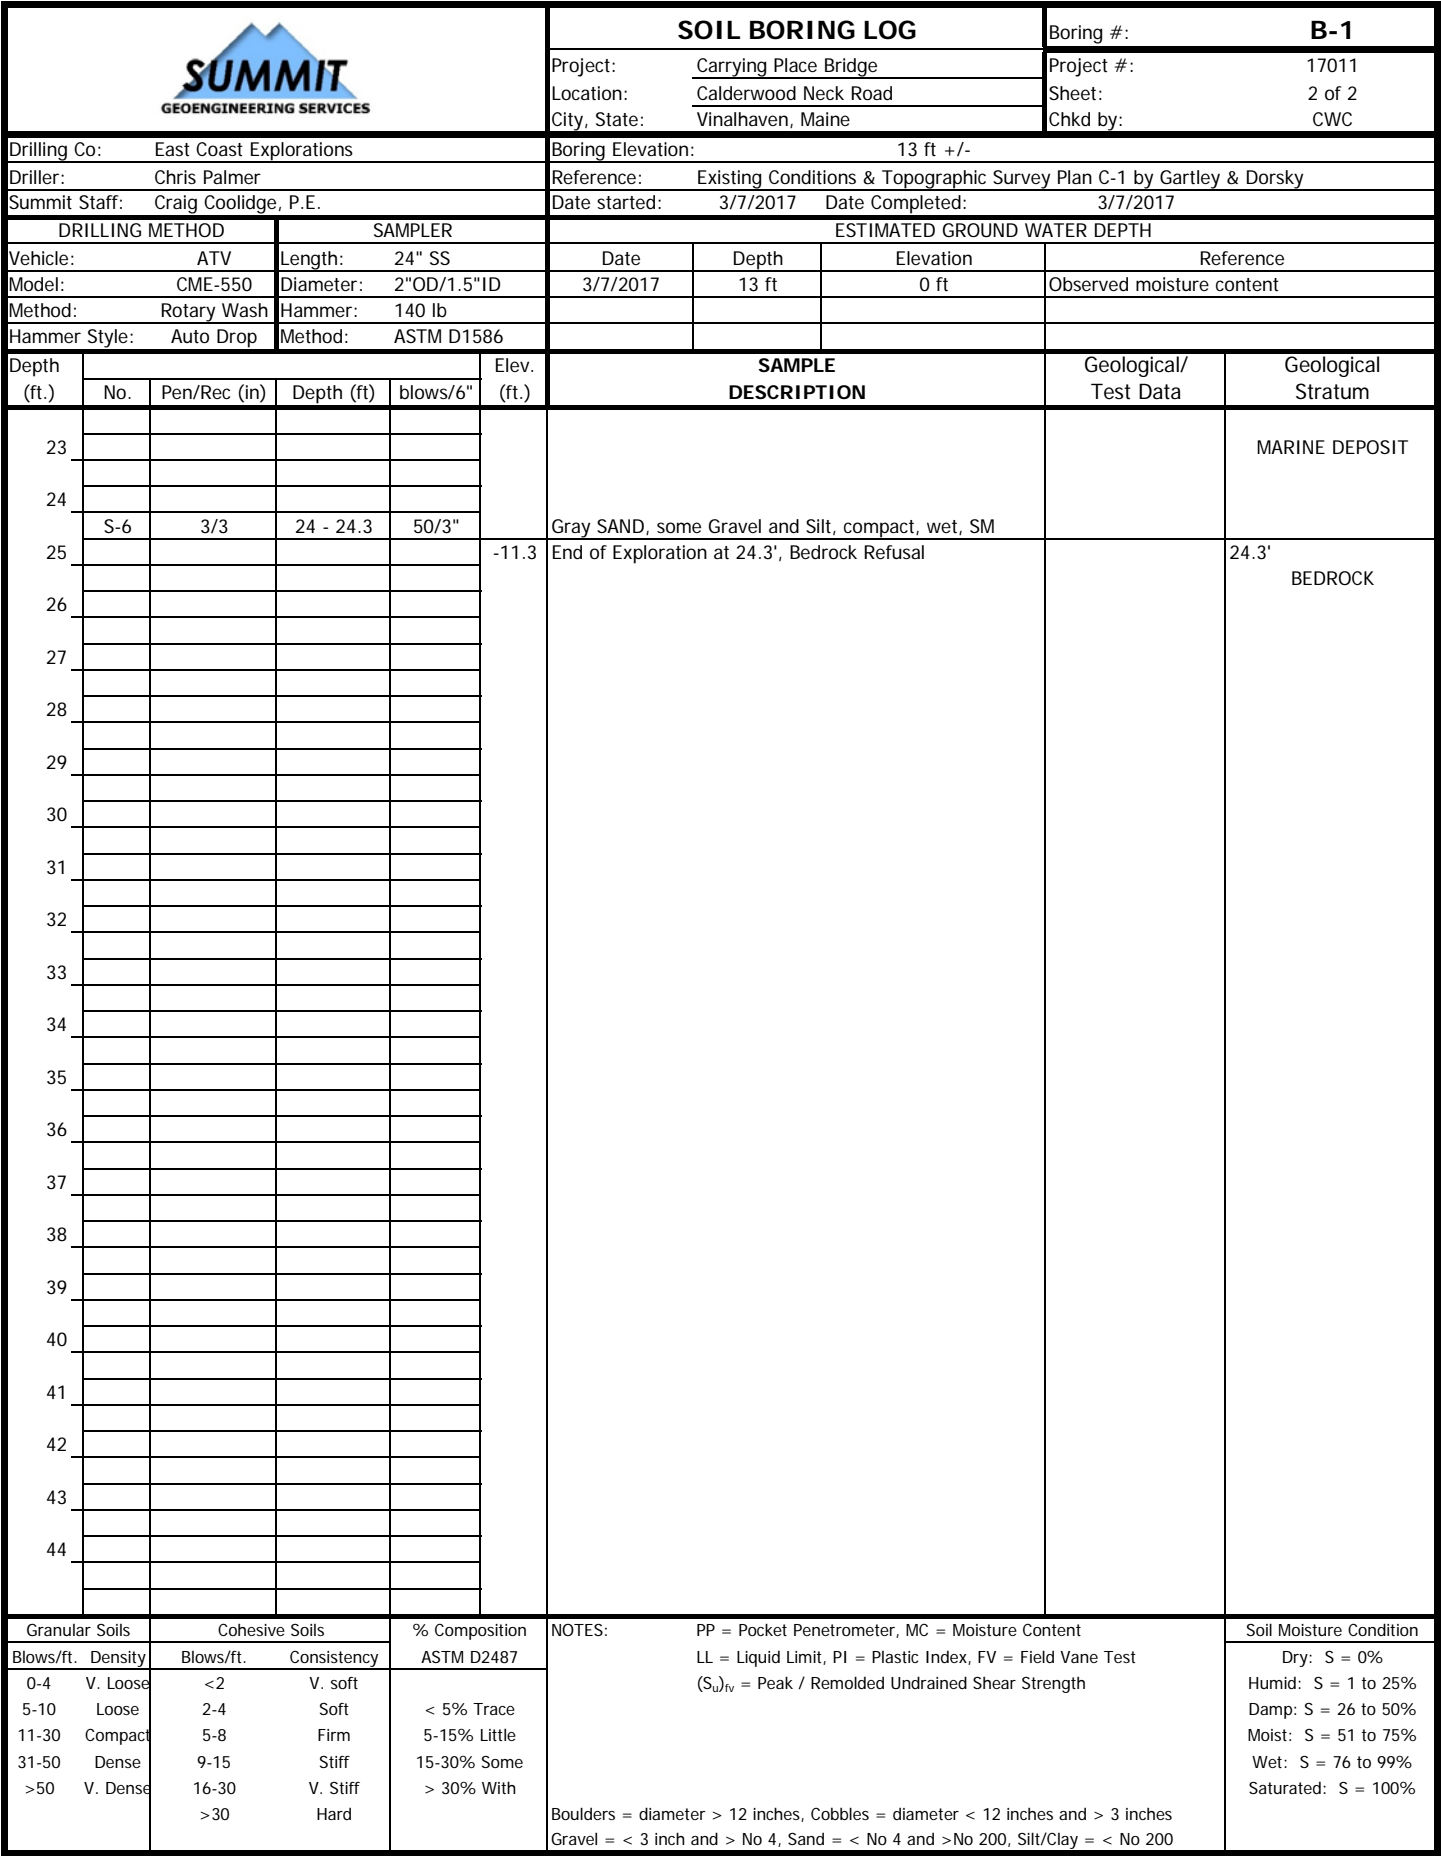 SUMMIT
GEOENGINEERING SERVICES
SOIL BORING LOG
Boring #: B-1
Project: Carrying Place Bridge
Project #: 17011
Location: Calderwood Neck Road
Sheet: 2 of 2
City, State: Vinalhaven, Maine
Chkd by: CWC
Drilling Co: East Coast Explorations
Boring Elevation: 13 ft +/-
Driller: Chris Palmer
Reference: Existing Conditions & Topographic Survey Plan C-1 by Gartley & Dorsky
Summit Staff: Craig Coolidge, P.E.
Date started: 3/7/2017 Date Completed: 3/7/2017
DRILLING METHOD SAMPLER ESTIMATED GROUND WATER DEPTH
Vehicle: ATV Length: 24" SS Date Depth Elevation Reference
Model: CME-550 Diameter: 2"OD/1.5"ID 3/7/2017 13 ft 0 ft Observed moisture content
Method: Rotary Wash Hammer: 140 lb
Hammer Style: Auto Drop Method: ASTM D1586
Depth Elev. SAMPLE Geological/ Geological
(ft.) No. Pen/Rec (in) Depth (ft) blows/6" (ft.) DESCRIPTION Test Data Stratum
23 MARINE DEPOSIT
24
S-6 3/3 24 - 24.3 50/3" Gray SAND, some Gravel and Silt, compact, wet, SM
25 -11.3 End of Exploration at 24.3', Bedrock Refusal 24.3'
BEDROCK
26
27
28
29
30
31
32
33
34
35
36
37
38
39
40
41
42
43
44
Granular Soils Cohesive Soils % Composition NOTES: PP = Pocket Penetrometer, MC = Moisture Content Soil Moisture Condition
Blows/ft. Density Blows/ft. Consistency ASTM D2487 LL = Liquid Limit, PI = Plastic Index, FV = Field Vane Test Dry: S = 0%
0-4 V. Loose <2 V. soft (Su)fv = Peak / Remolded Undrained Shear Strength Humid: S = 1 to 25%
5-10 Loose 2-4 Soft < 5% Trace Damp: S = 26 to 50%
11-30 Compact 5-8 Firm 5-15% Little Moist: S = 51 to 75%
31-50 Dense 9-15 Stiff 15-30% Some Wet: S = 76 to 99%
>50 V. Dense 16-30 V. Stiff > 30% With Saturated: S = 100%
>30 Hard Boulders = diameter > 12 inches, Cobbles = diameter < 12 inches and > 3 inches
Gravel = < 3 inch and > No 4, Sand = < No 4 and >No 200, Silt/Clay = < No 200